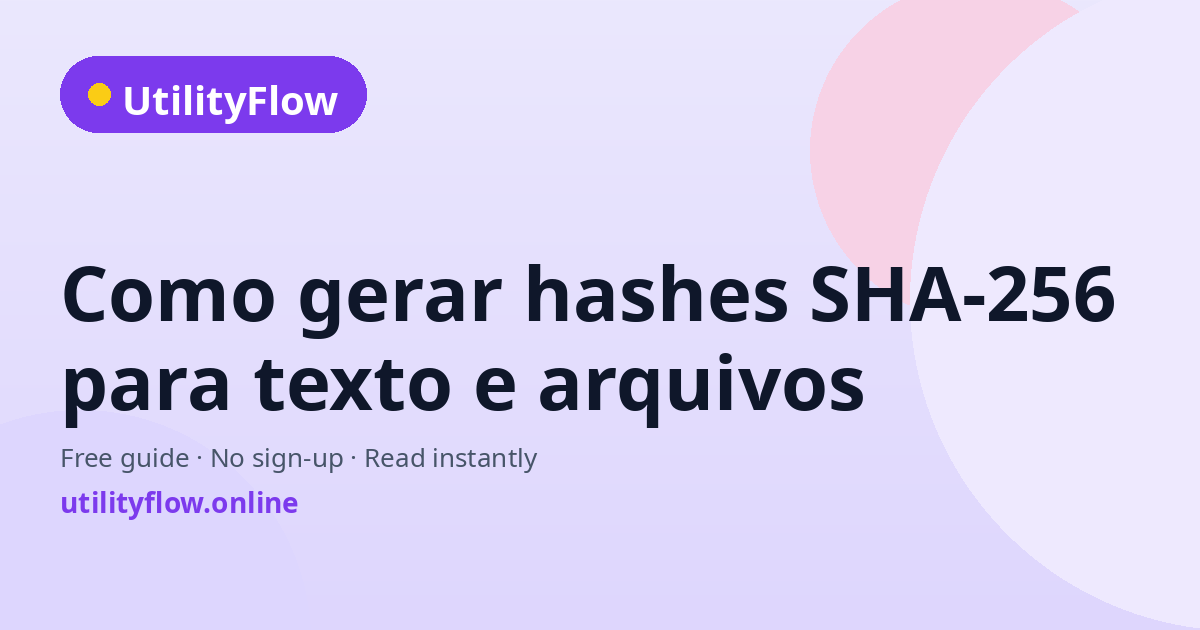 UtilityFlow
Como gerar hashes SHA-256
para texto e arquivos
Free guide · No sign-up · Read instantly
utilityflow.online